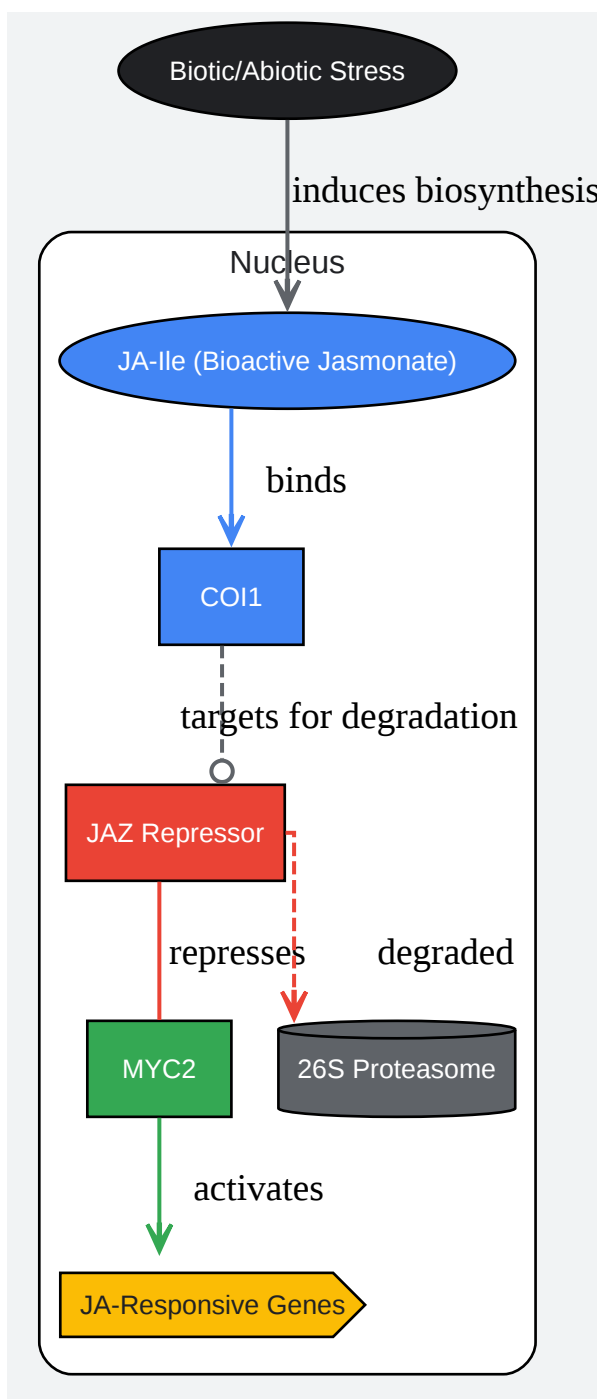 Biotic/Abiotic Stress
induces biosynthesis
Nucleus
JA-Ile (Bioactive Jasmonate)
binds
COI1
targets for degradation
JAZ Repressor
represses
degraded
MYC2
26S Proteasome
activates
JA-Responsive Genes